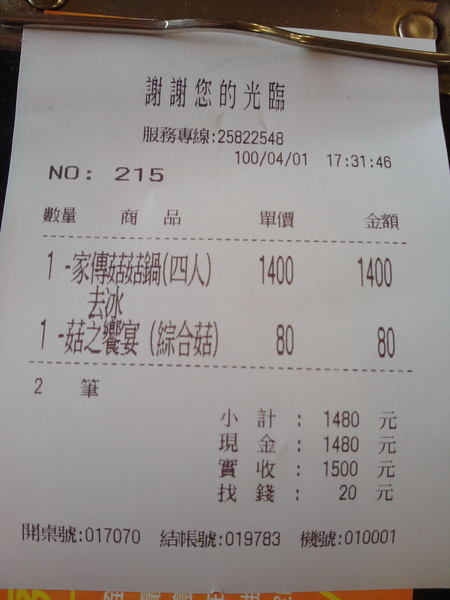 謝謝您的光臨
服務專線:25822548
100/04/01 17:31:46
NO: 215
數量 商品 單價 金額
1 -家傳菇菇菇鍋(四人) 1400 1400
去冰
1 -菇之饗宴 (綜合菇) 80 80
2 筆
小計: 1480 元
現金: 1480 元
實收: 1500 元
找錢: 20 元
開桌號:017070 結帳號:019783 機號:010001